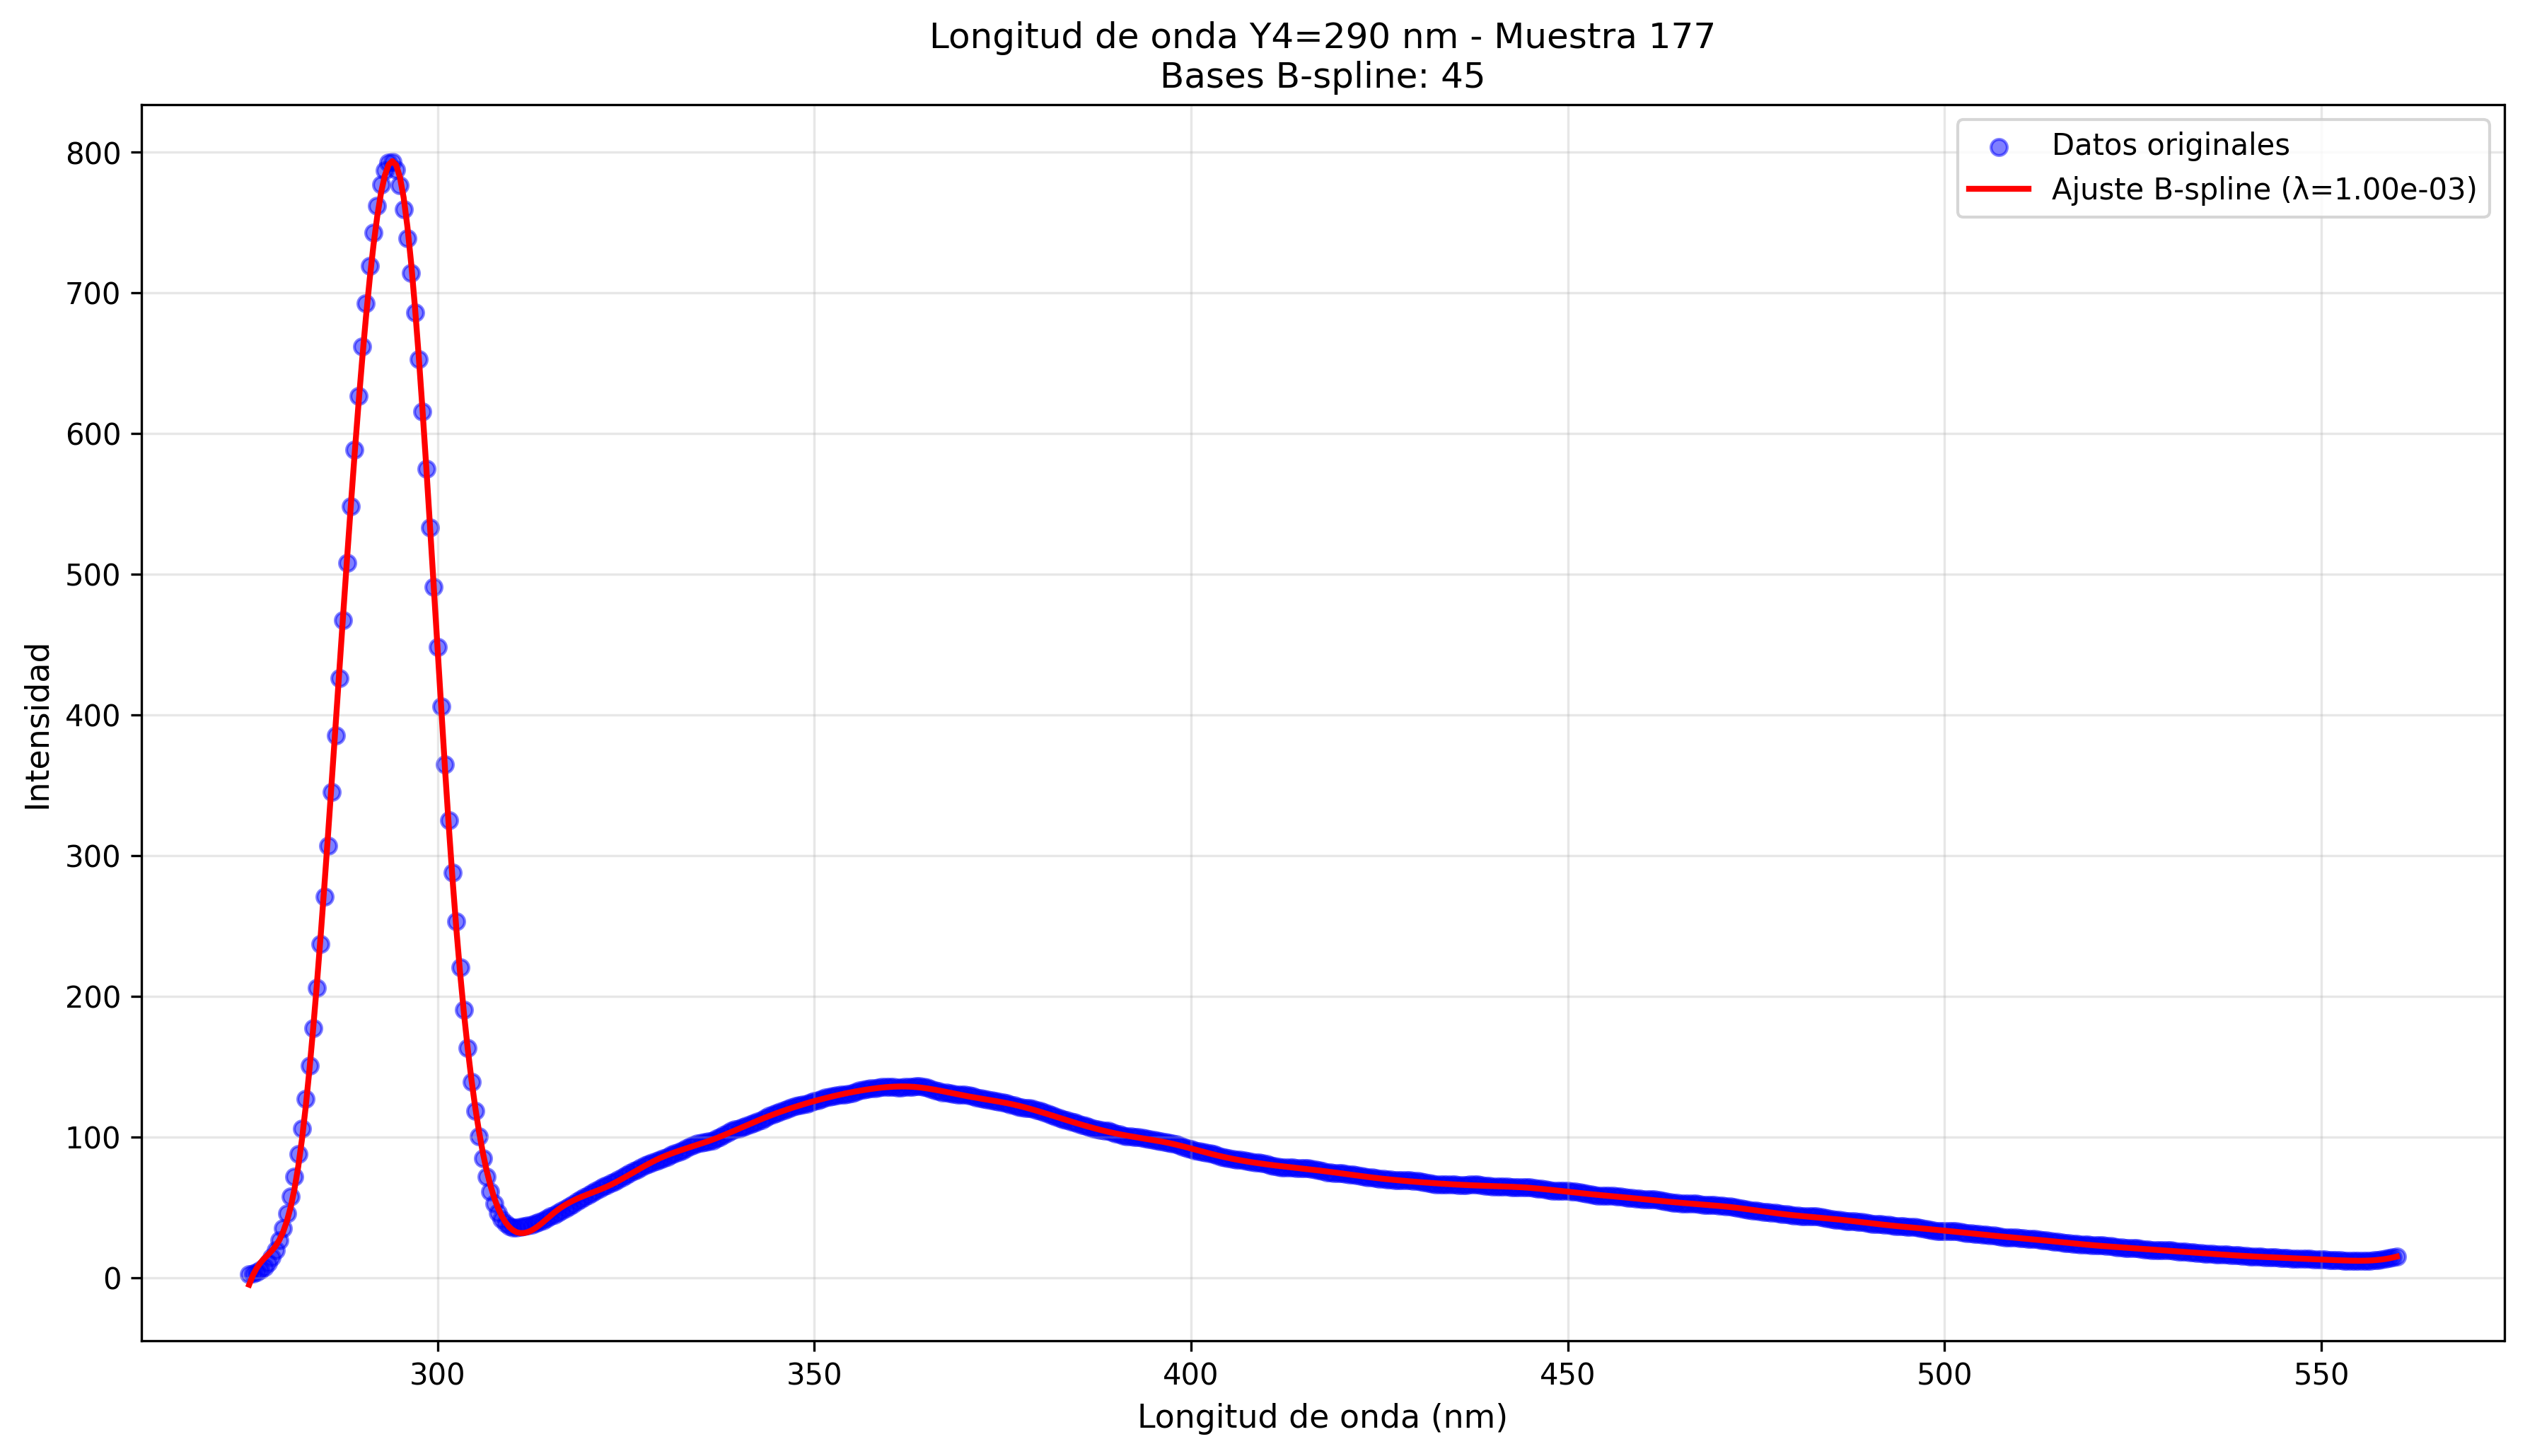 Longitud de onda Y4=290 nm - Muestra 177
Bases B-spline: 45
Datos originales
Ajuste B-spline (λ=1.00e-03)
Intensidad
800
700
600
500
400
300
200
100
0
300 350 400 450 500 550
Longitud de onda (nm)